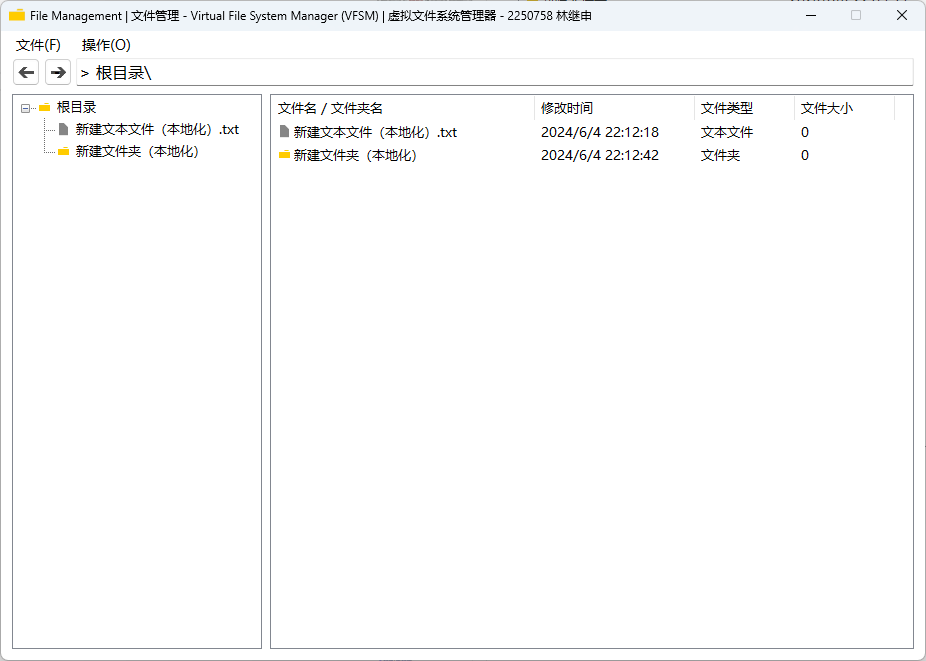 File Management | 文件管理 - Virtual File System Manager (VFSM) | 虚拟文件系统管理器 - 2250758 林继申
文件(F) 操作(O)
> 根目录\
根目录
新建文本文件（本地化）.txt
新建文件夹（本地化）
文件名 / 文件夹名 修改时间 文件类型 文件大小
新建文本文件（本地化）.txt 2024/6/4 22:12:18 文本文件 0
新建文件夹（本地化） 2024/6/4 22:12:42 文件夹 0